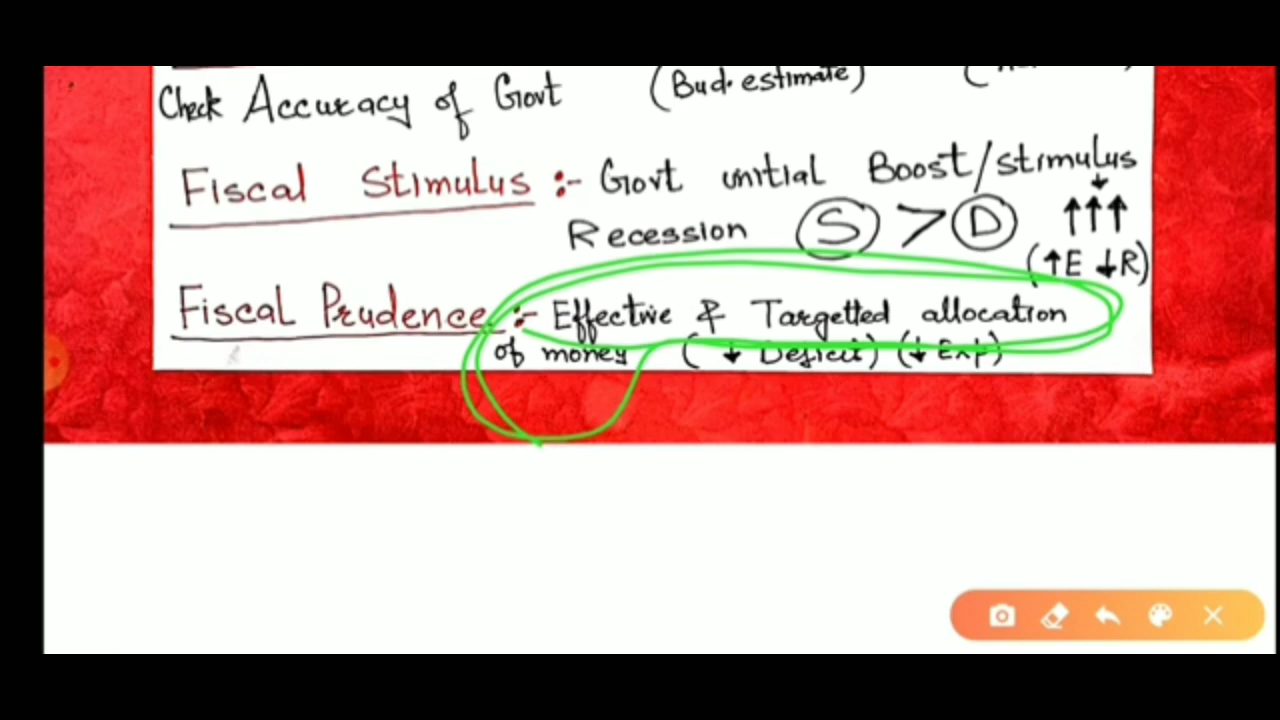 Check Accuracy of Govt (Bud. estimate)
Fiscal Stimulus :- Govt initial Boost/stimulus
Recession S > D ↑↑↑
(↑E ↓R)
Fiscal Prudence :- Effective & Targetted allocation
of money (↓ Deficit) (↓ Exp)